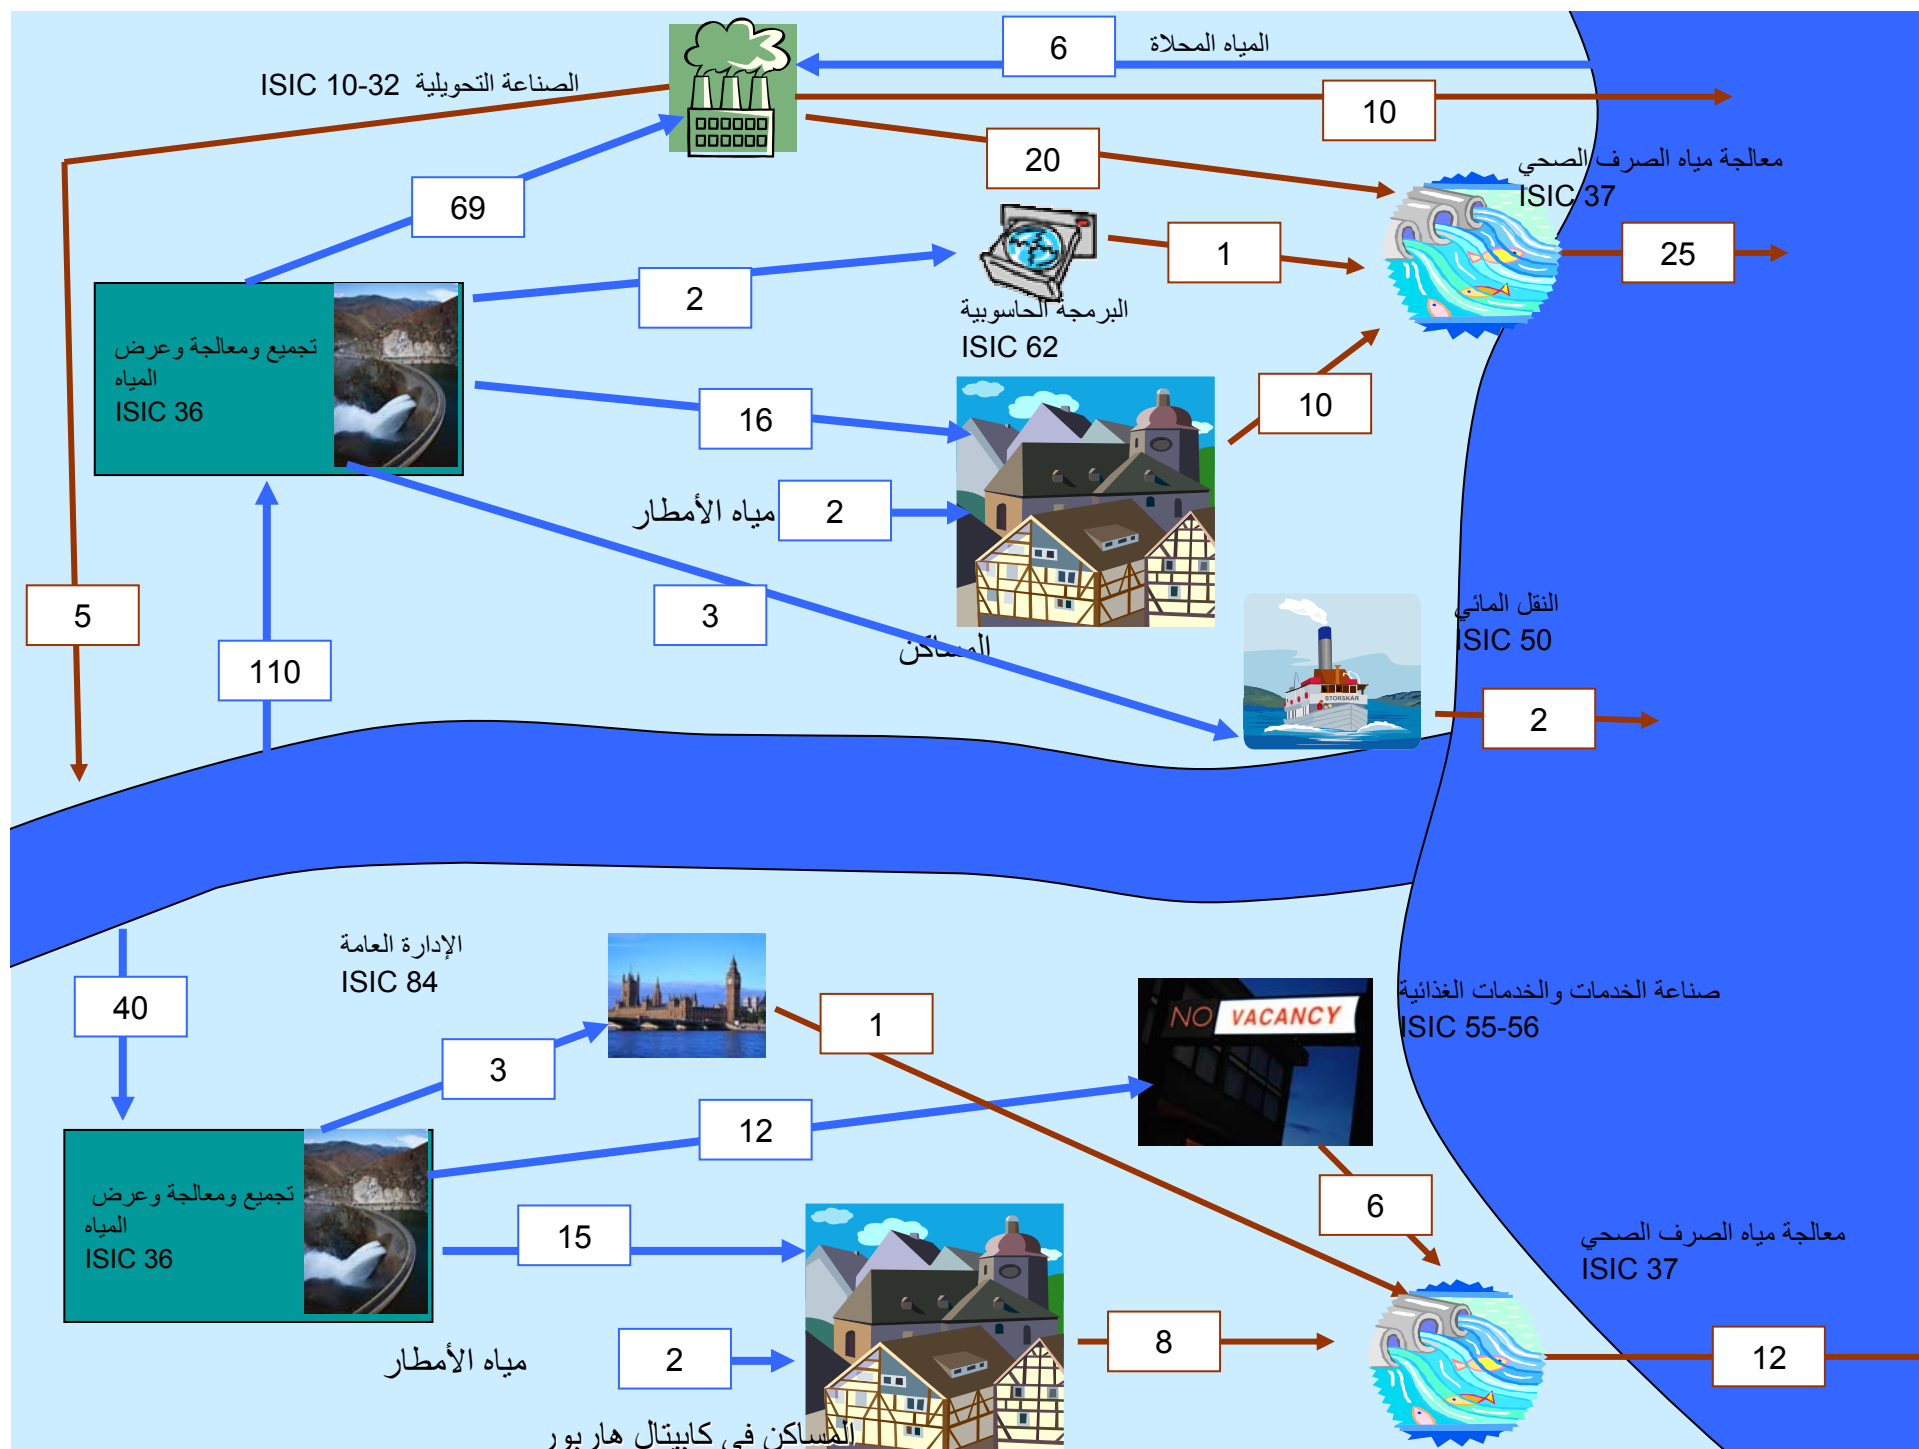 6
المياه المحلاة
الصناعة التحويلية ISIC 10-32
10
20
معالجة مياه الصرف الصحي
ISIC 37
69
1
25
2
البرمجة الحاسوبية
ISIC 62
تجميع ومعالجة وعرض
المياه
ISIC 36
16
10
مياه الأمطار
2
5
3
النقل المائي
ISIC 50
المساكن
110
STORSKÄR
2
الإدارة العامة
ISIC 84
40
1
NO VACANCY
صناعة الخدمات والخدمات الغذائية
ISIC 55-56
3
12
تجميع ومعالجة وعرض
المياه
ISIC 36
15
6
معالجة مياه الصرف الصحي
ISIC 37
مياه الأمطار
2
8
12
المساكن في كابيتال هاربور